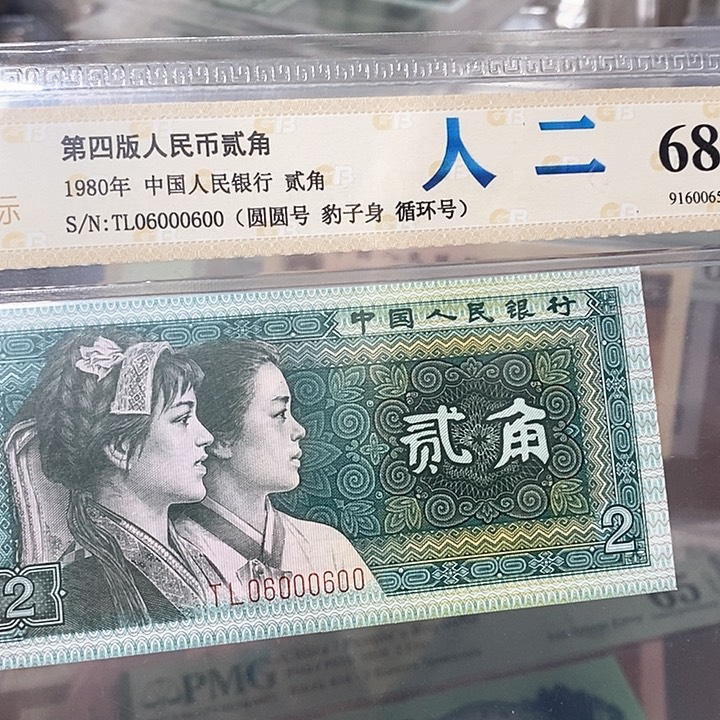 第四版人民币贰角
1980年 中国人民银行 贰角
S/N:TL06000600（圆圆号 豹子身 循环号）
示
人 二
68
9160065
中国人民银行
贰角
2
2
TL06000600
65
PMG